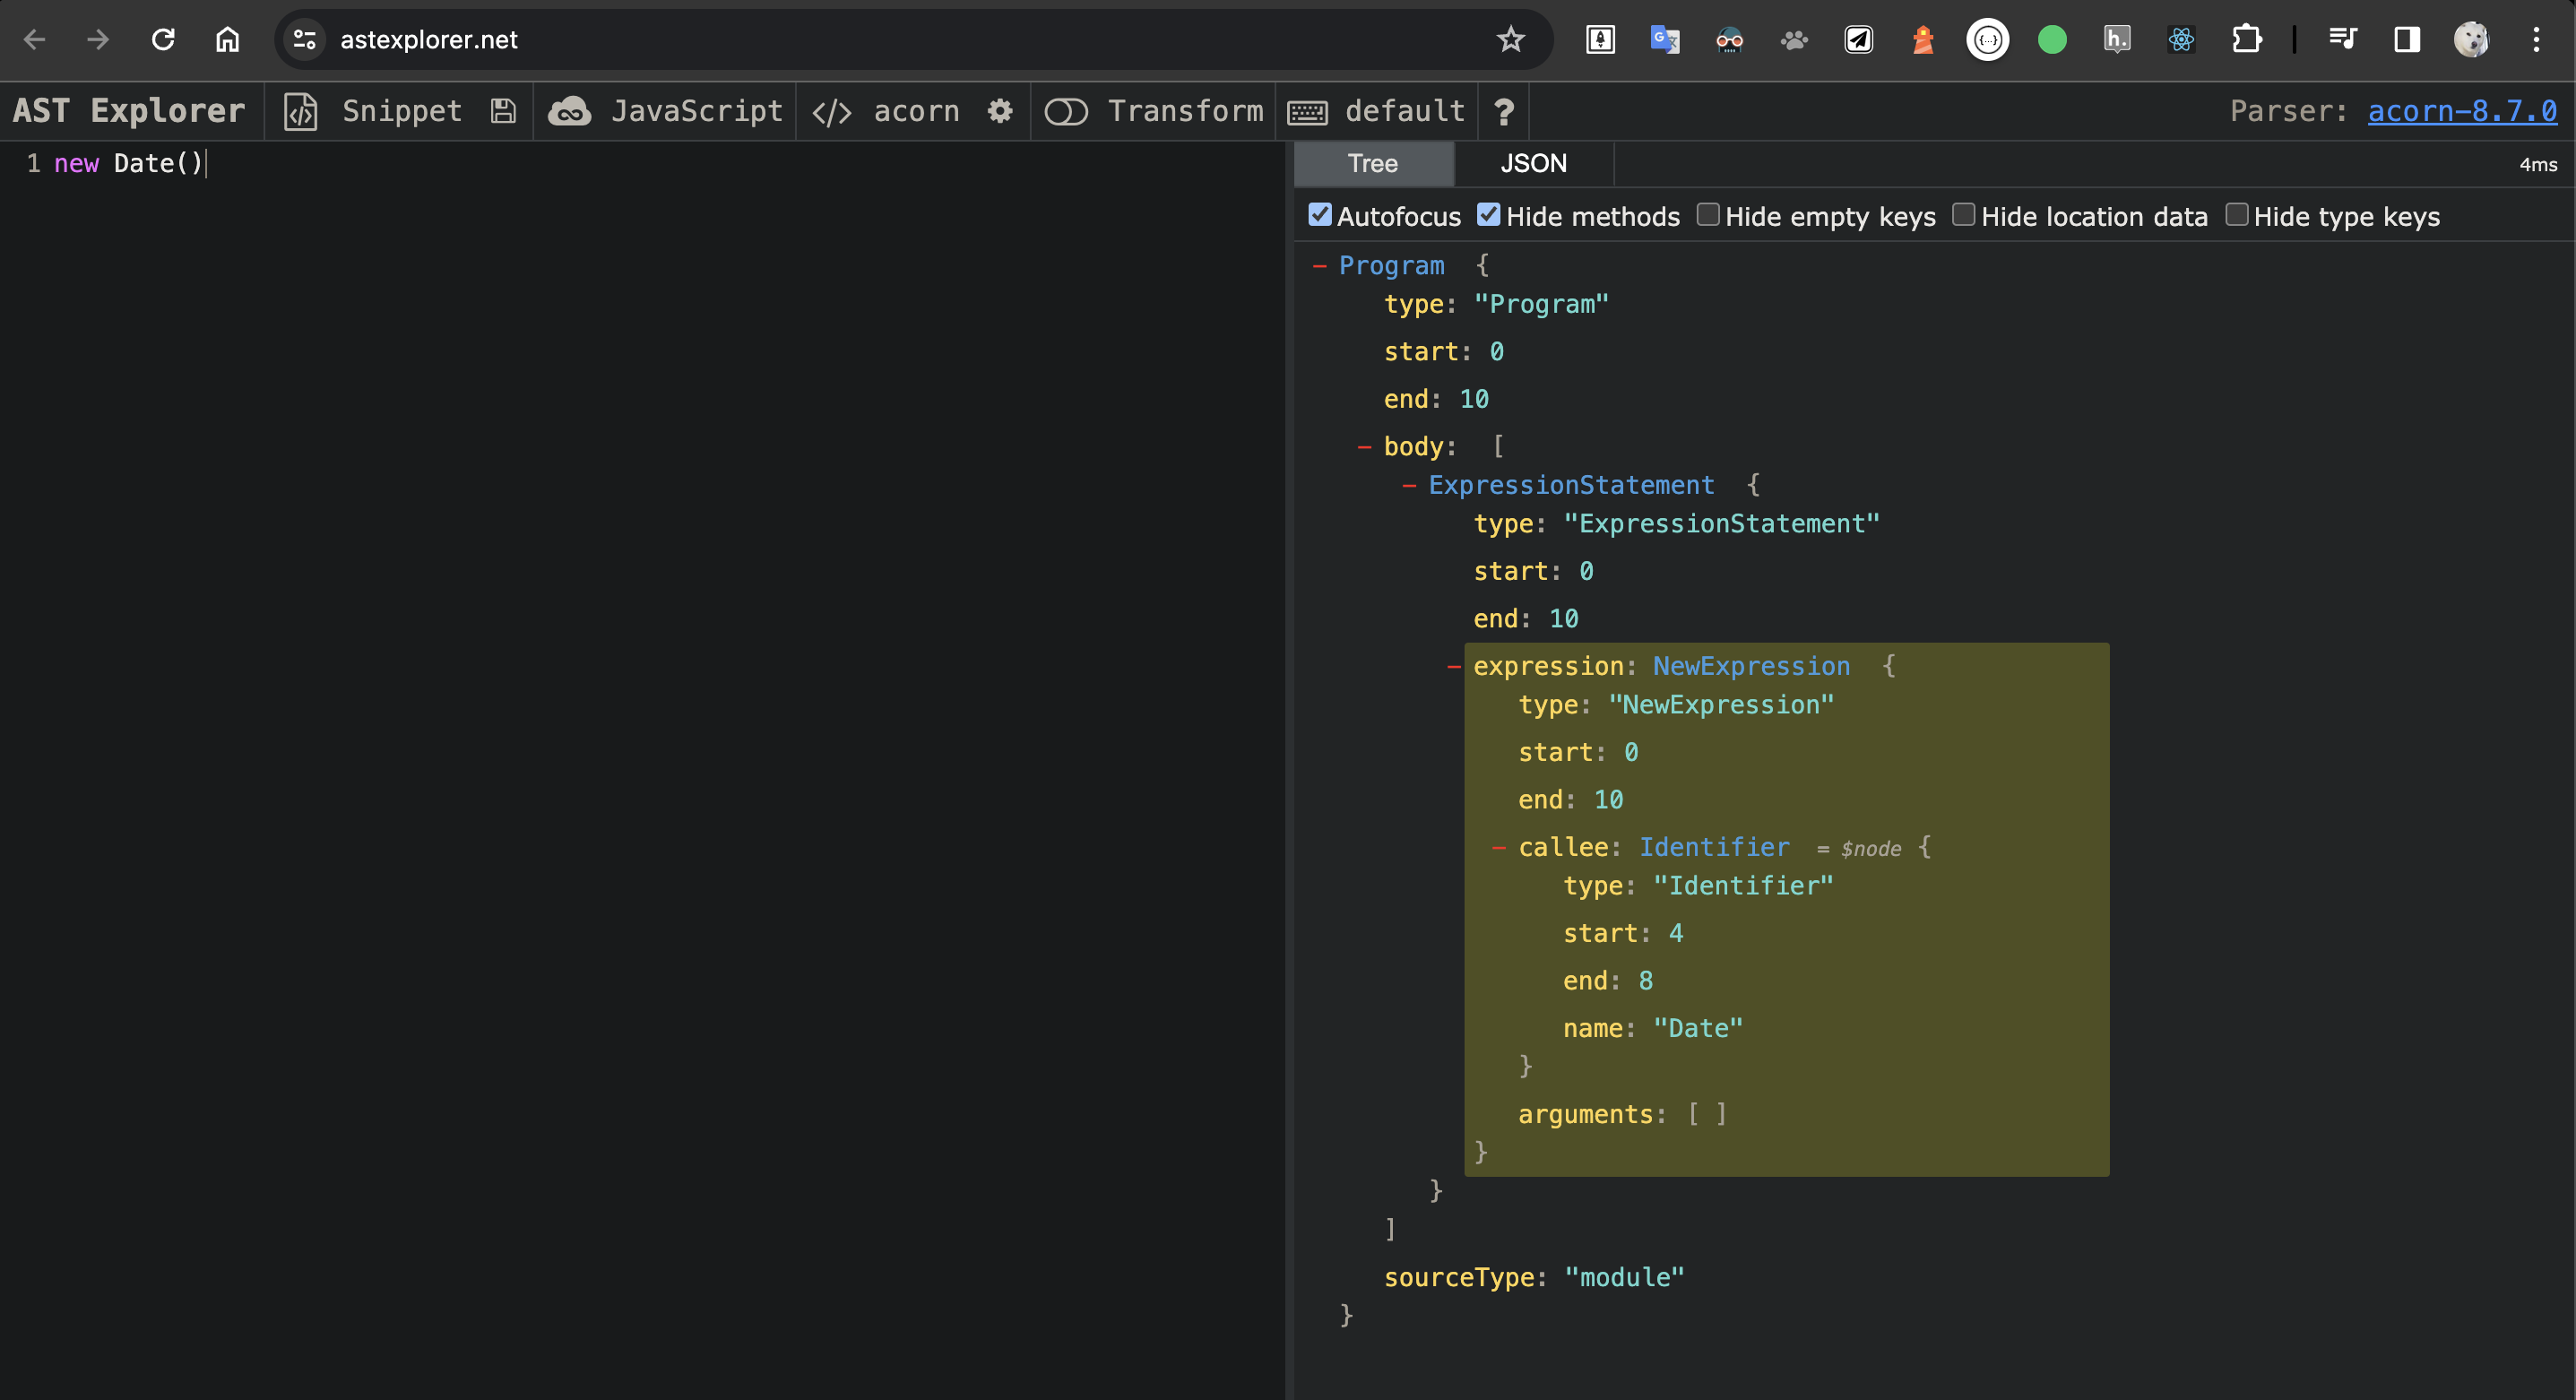 astexplorer.net
AST Explorer Snippet JavaScript </> acorn Transform default ? Parser: acorn-8.7.0
1 new Date()
Tree JSON 4ms
Autofocus Hide methods Hide empty keys Hide location data Hide type keys
- Program {
type: "Program"
start: 0
end: 10
- body: [
- ExpressionStatement {
type: "ExpressionStatement"
start: 0
end: 10
- expression: NewExpression {
type: "NewExpression"
start: 0
end: 10
- callee: Identifier = $node {
type: "Identifier"
start: 4
end: 8
name: "Date"
}
arguments: [ ]
}
}
]
sourceType: "module"
}